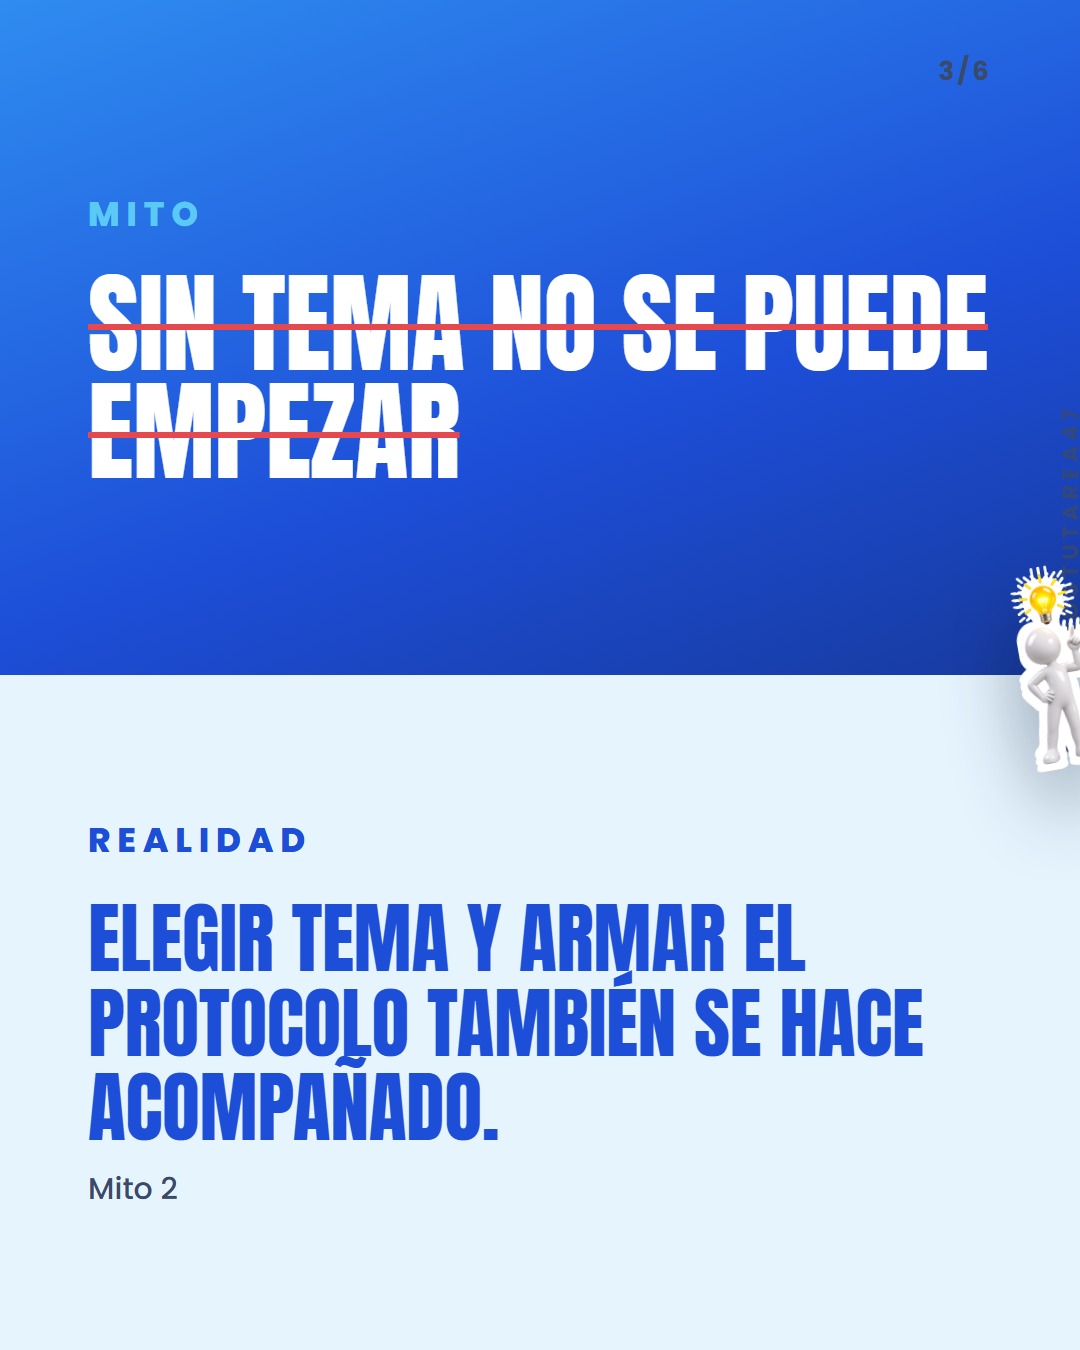 3/6
MITO
SIN TEMA NO SE PUEDE
EMPEZAR
REALIDAD
ELEGIR TEMA Y ARMAR EL
PROTOCOLO TAMBIÉN SE HACE
ACOMPAÑADO.
Mito 2